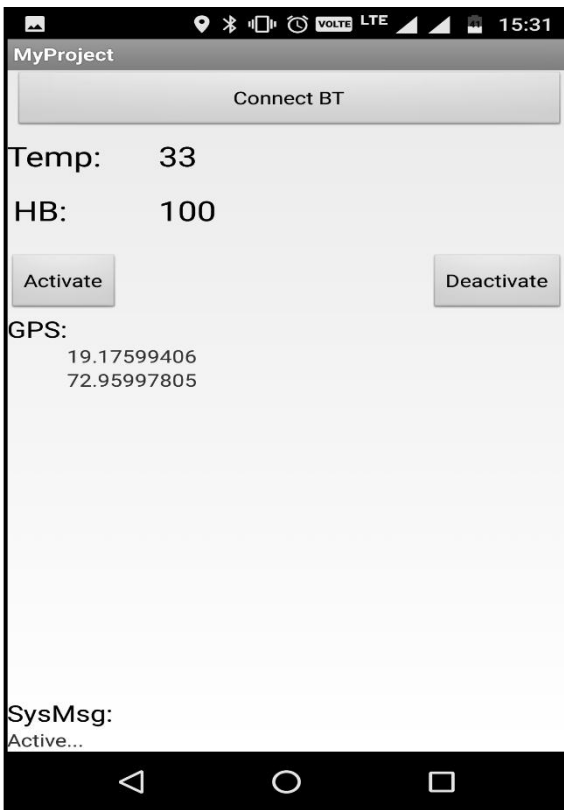 VOLTE LTE 41 15:31
MyProject
Connect BT
Temp: 33
HB: 100
Activate Deactivate
GPS:
19.17599406
72.95997805
SysMsg:
Active...